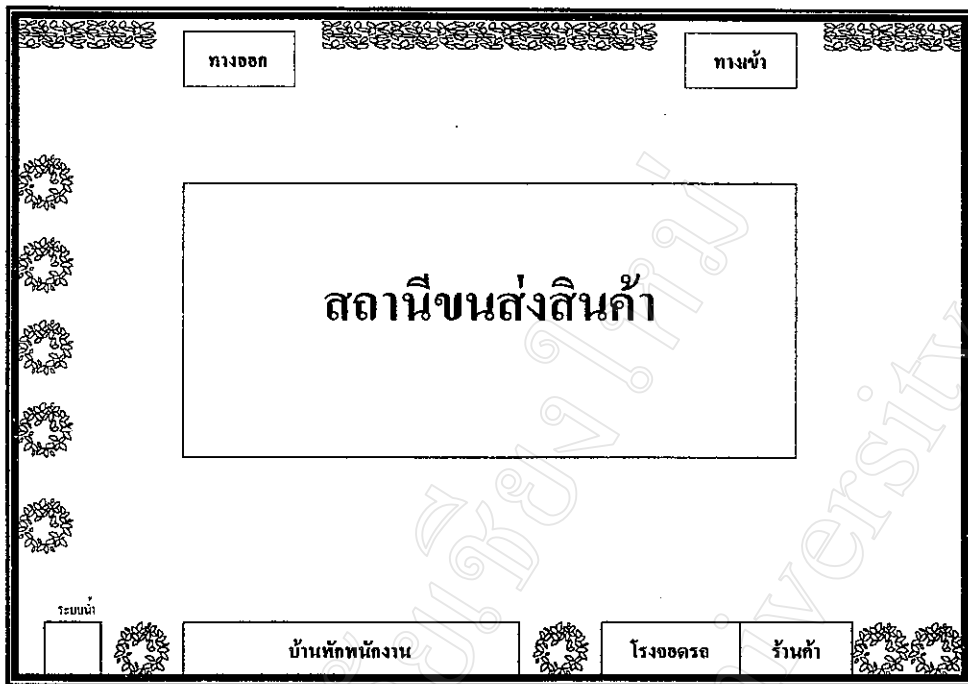 ทางออก
ทางเข้า
สถานีขนส่งสินค้า
ระบบน้ำ
บ้านพักพนักงาน
โรงจอดรถ
ร้านค้า